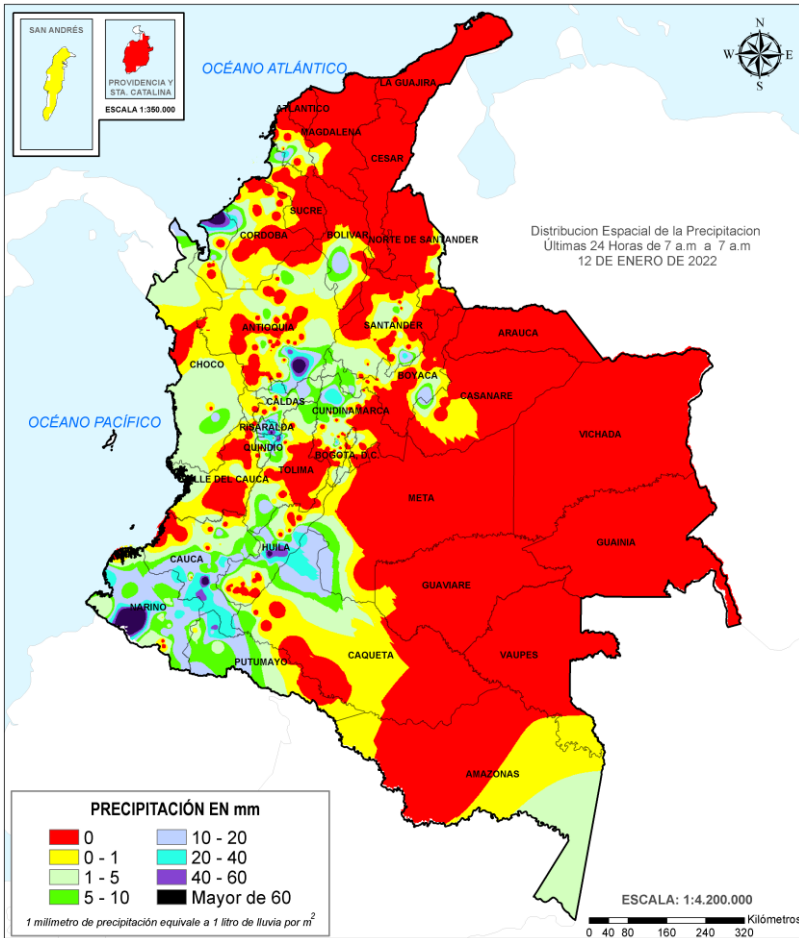 SAN ANDRÉS
PROVIDENCIA Y
STA. CATALINA
ESCALA 1:350.000
N
W
E
S
OCÉANO ATLÁNTICO
LA GUAJIRA
ATLANTICO
MAGDALENA
CESAR
SUCRE
CORDOBA
BOLIVAR
NORTE DE SANTANDER
Distribucion Espacial de la Precipitacion
Últimas 24 Horas de 7 a.m a 7 a.m
12 DE ENERO DE 2022
ANTIOQUIA
SANTANDER
ARAUCA
CHOCO
BOYACA
CASANARE
CALDAS
CUNDINAMARCA
OCÉANO PACÍFICO
RISARALDA
VICHADA
QUINDIO
BOGOTA, D.C.
TOLIMA
VALLE DEL CAUCA
META
GUAINIA
HUILA
CAUCA
GUAVIARE
NARIÑO
CAQUETA
VAUPES
PUTUMAYO
AMAZONAS
PRECIPITACIÓN EN mm
0
10 - 20
0 - 1
20 - 40
1 - 5
40 - 60
5 - 10
Mayor de 60
1 milímetro de precipitación equivale a 1 litro de lluvia por m²
ESCALA: 1:4.200.000
Kilómetros
0 40 80 160 240 320